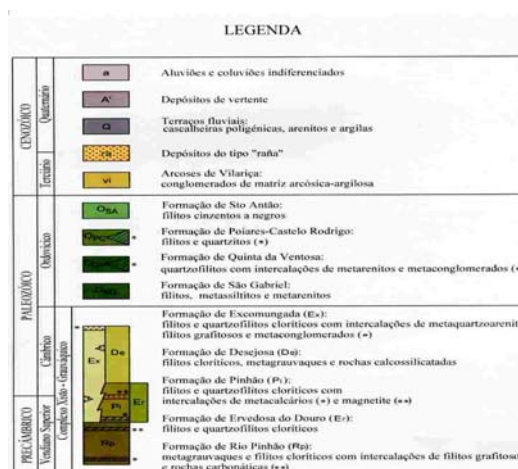 LEGENDA
CENOZÓICO
Quaternário
Terciário
a
Aluviões e coluviões indiferenciados
A'
Depósitos de vertente
Q
Terraços fluviais:
cascalheiras poligénicas, arenitos e argilas
ra
Depósitos do tipo "raña"
vi
Arcoses de Vilariça:
conglomerados de matriz arcósica-argilosa
PALEOZÓICO
Ordovícico
OSA
Formação de Sto Antão:
filitos cinzentos a negros
Formação de Poiares-Castelo Rodrigo:
filitos e quartzitos (*)
Formação de Quinta da Ventosa:
quartzofilitos com intercalações de metarenitos e metaconglomerados (
Formação de São Gabriel:
filitos, metassiltitos e metarenitos
Câmbrico
Complexo Xisto - Grauváquico
Formação de Excomungada (Ex):
filitos e quartzofilitos cloríticos com intercalações de metaquartzoarenit
filitos grafitosos e metaconglomerados (*)
Formação de Desejosa (De):
filitos cloríticos, metagrauvaques e rochas calcossilicatadas
Formação de Pinhão (Pi):
filitos e quartzofilitos cloríticos com
intercalações de metacalcários (*) e magnetite (**)
PRECÂMBRICO
Vendiano Superior
Formação de Ervedosa do Douro (Er):
filitos e quartzofilitos cloríticos
Formação de Rio Pinhão (Rp):
metagrauvaques e filitos cloríticos com intercalações de filitos grafitoso
e rochas carbonáticas (**)
Ex
De
Pi
Er
Rp